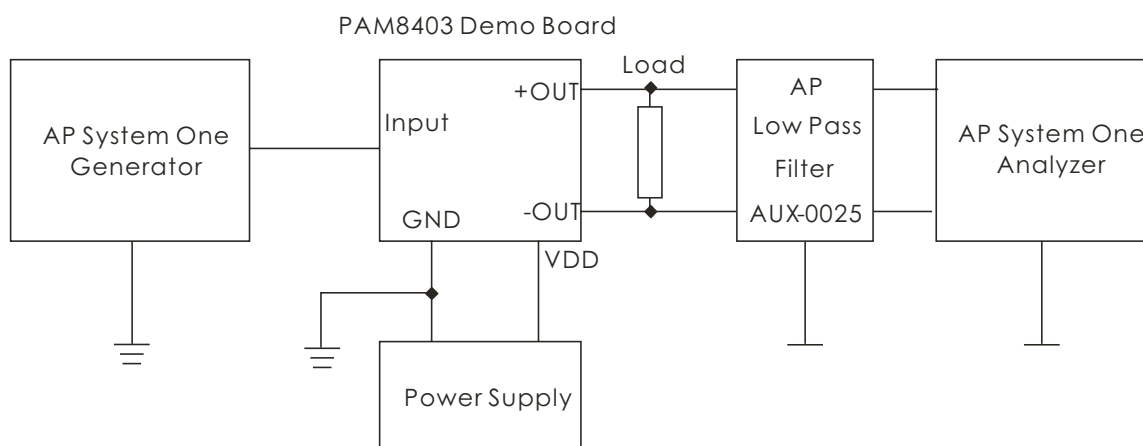 PAM8403 Demo Board
AP System One
Generator
Input
GND
+OUT
-OUT
VDD
Load
AP
Low Pass
Filter
AUX-0025
AP System One
Analyzer
Power Supply